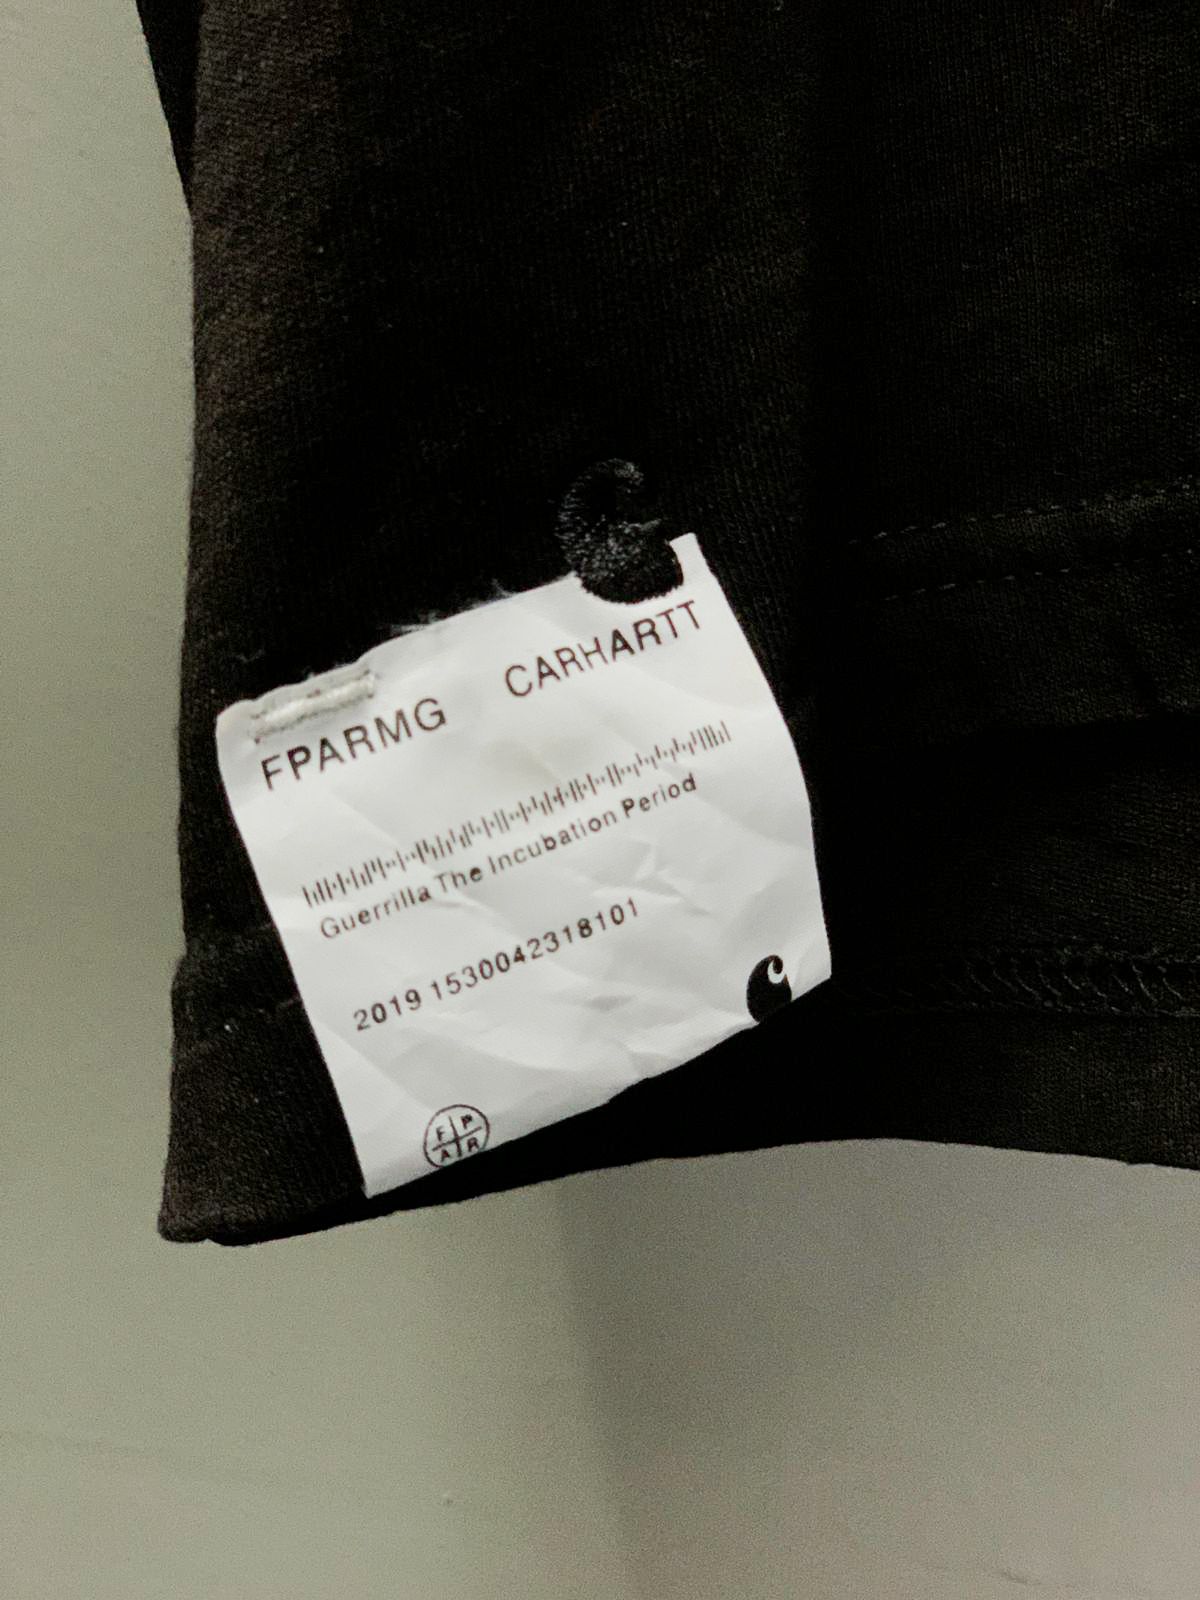 FPARMG CARHARTT
Guerrilla The Incubation Period
2019 1530042318101
F P
A R